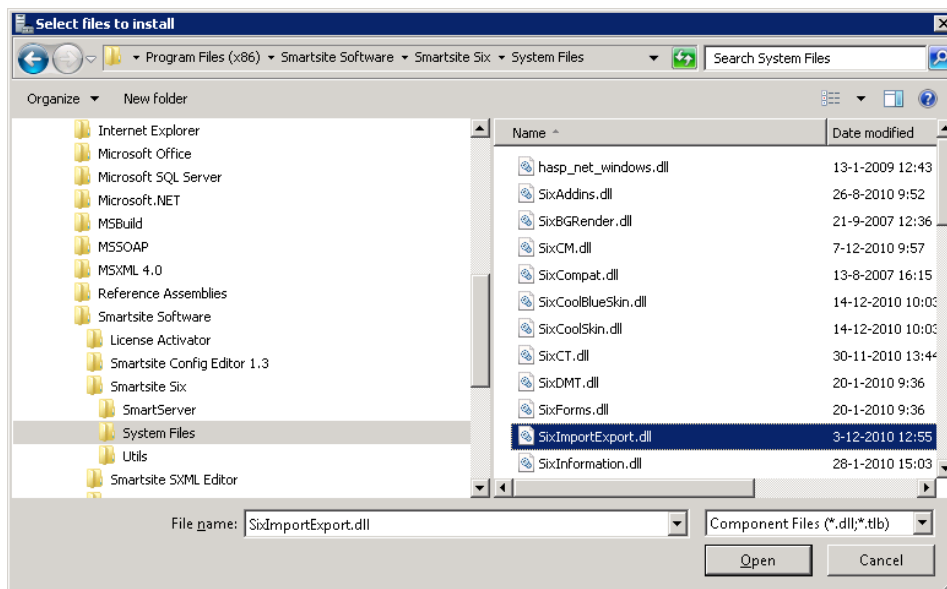 Select files to install
Program Files (x86) Smartsite Software Smartsite Six System Files Search System Files
Organize New folder
Internet Explorer
Microsoft Office
Microsoft SQL Server
Microsoft.NET
MSBuild
MSSOAP
MSXML 4.0
Reference Assemblies
Smartsite Software
License Activator
Smartsite Config Editor 1.3
Smartsite Six
SmartServer
System Files
Utils
Smartsite SXML Editor
Name Date modified
hasp_net_windows.dll 13-1-2009 12:43
SixAddins.dll 26-8-2010 9:52
SixBGRender.dll 21-9-2007 12:36
SixCM.dll 7-12-2010 9:57
SixCompat.dll 13-8-2007 16:15
SixCoolBlueSkin.dll 14-12-2010 10:03
SixCoolSkin.dll 14-12-2010 10:03
SixCT.dll 30-11-2010 13:44
SixDMT.dll 20-1-2010 9:36
SixForms.dll 20-1-2010 9:36
SixImportExport.dll 3-12-2010 12:55
SixInformation.dll 28-1-2010 15:03
File name: SixImportExport.dll Component Files (*.dll;*.tlb)
Open Cancel